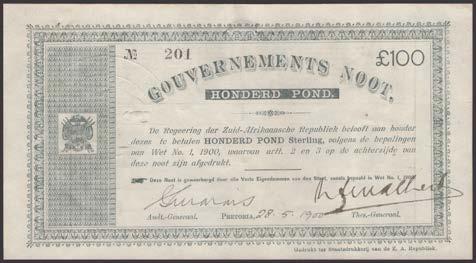 № 201
£100
GOUVERNEMENTS NOOT.
HONDERD POND.
De Regeering der Zuid-Afrikaansche Republiek belooft aan houder
dezes te betalen HONDERD POND Sterling, volgens de bepalingen
van Wet No. 1, 1900, waarvan artt. 2 en 3 op de achterzijde van
deze noot zijn afgedrukt.
Deze Noot is gewaarborgd door alle Vaste Eigendommen van den Staat, zooals bepaald in Wet No. 1, 1900.
Audt.-Generaal. PRETORIA, 28.5.1900 Thes.-Generaal.
Gedrukt ter Staatsdrukkerij van de Z. A. Republiek.